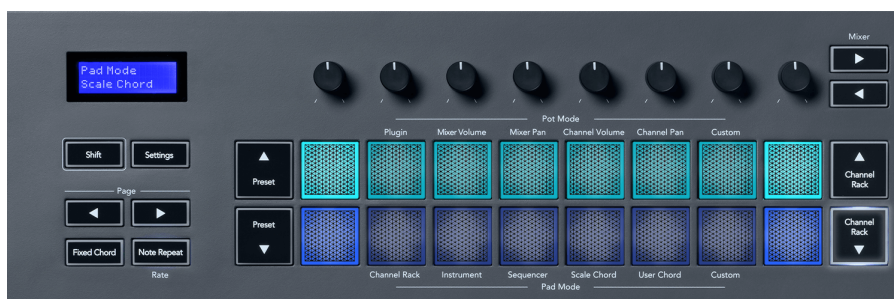 Mixer
Pad Mode
Scale Chord
Pot Mode
Plugin
Mixer Volume
Mixer Pan
Channel Volume
Channel Pan
Custom
Shift
Settings
Preset
Channel
Rack
Page
Preset
Channel
Rack
Fixed Chord
Note Repeat
Rate
Channel Rack
Instrument
Sequencer
Scale Chord
User Chord
Custom
Pad Mode